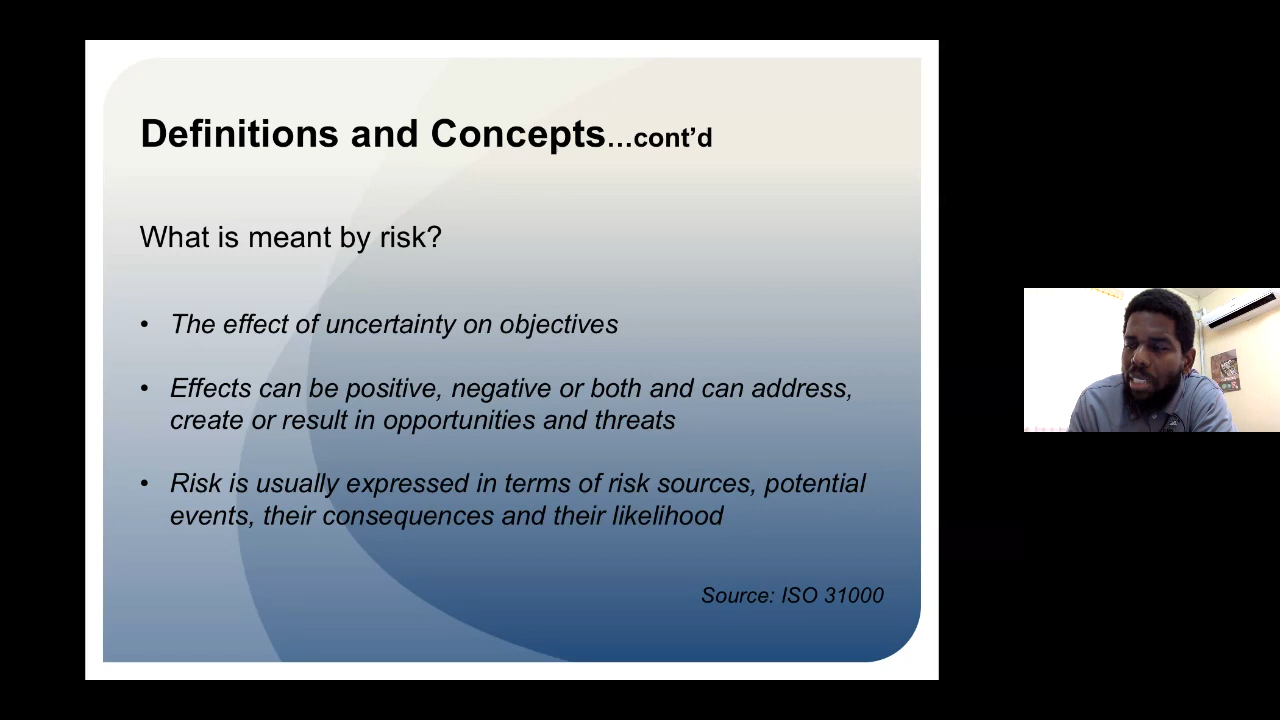 Definitions and Concepts…cont’d
What is meant by risk?
• The effect of uncertainty on objectives
• Effects can be positive, negative or both and can address,
create or result in opportunities and threats
• Risk is usually expressed in terms of risk sources, potential
events, their consequences and their likelihood
Source: ISO 31000